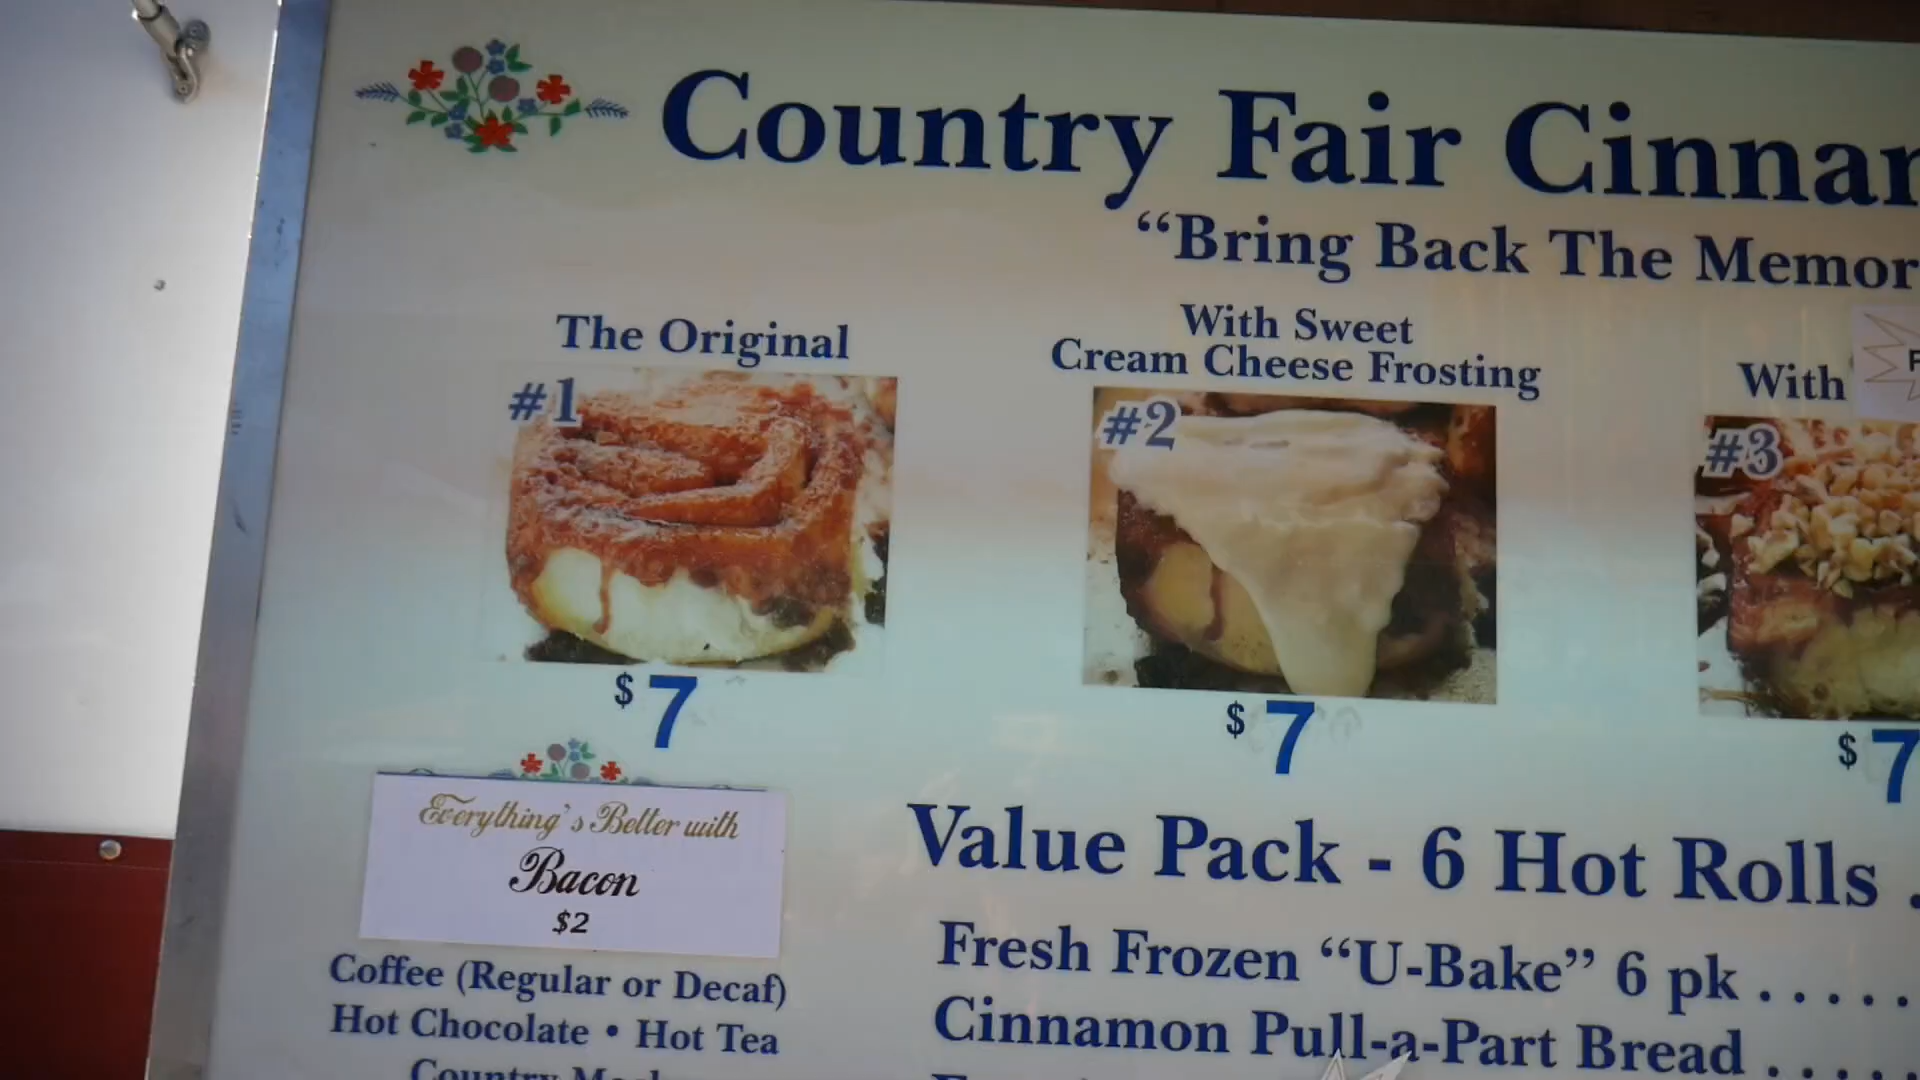 Country Fair
"Bring Back The
The Original
With Sweet
Cream Cheese Frosting
With
#1
#2
#3
$7
$7
$7
Everything's Better with
Bacon
$2
Value Pack - 6 Hot Rolls .
Fresh Frozen "U-Bake" 6 pk . . . . .
Cinnamon Pull-a-Part Bread . . . . .
Coffee (Regular or Decaf)
Hot Chocolate • Hot Tea
Country